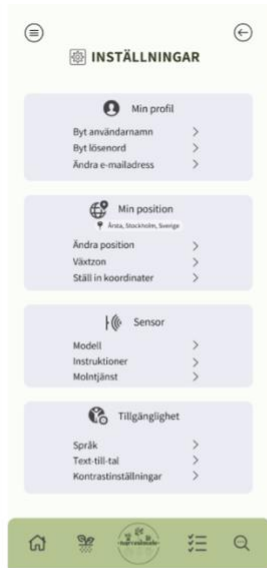 INSTÄLLNINGAR
Min profil
Byt användarnamn
Byt lösenord
Ändra e-mailadress
Min position
Årsta, Stockholm, Sverige
Ändra position
Växtzon
Ställ in koordinater
Sensor
Modell
Instruktioner
Molntjänst
Tillgänglighet
Språk
Text-till-tal
Kontrastinställningar